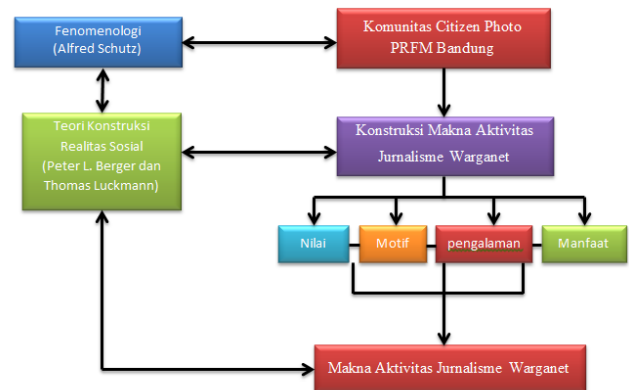 Fenomenologi
(Alfred Schutz)
Komunitas Citizen Photo
PRFM Bandung
Teori Konstruksi
Realitas Sosial
(Peter L. Berger dan
Thomas Luckmann)
Konstruksi Makna Aktivitas
Jurnalisme Warganet
Nilai
Motif
pengalaman
Manfaat
Makna Aktivitas Jurnalisme Warganet